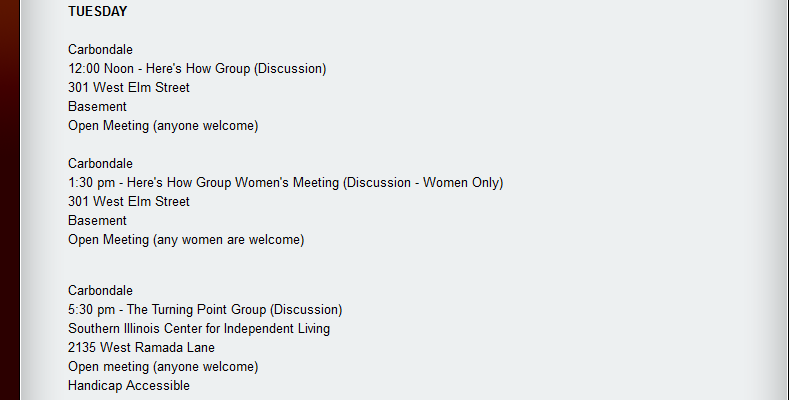 TUESDAY
Carbondale
12:00 Noon - Here's How Group (Discussion)
301 West Elm Street
Basement
Open Meeting (anyone welcome)
Carbondale
1:30 pm - Here's How Group Women's Meeting (Discussion - Women Only)
301 West Elm Street
Basement
Open Meeting (any women are welcome)
Carbondale
5:30 pm - The Turning Point Group (Discussion)
Southern Illinois Center for Independent Living
2135 West Ramada Lane
Open meeting (anyone welcome)
Handicap Accessible